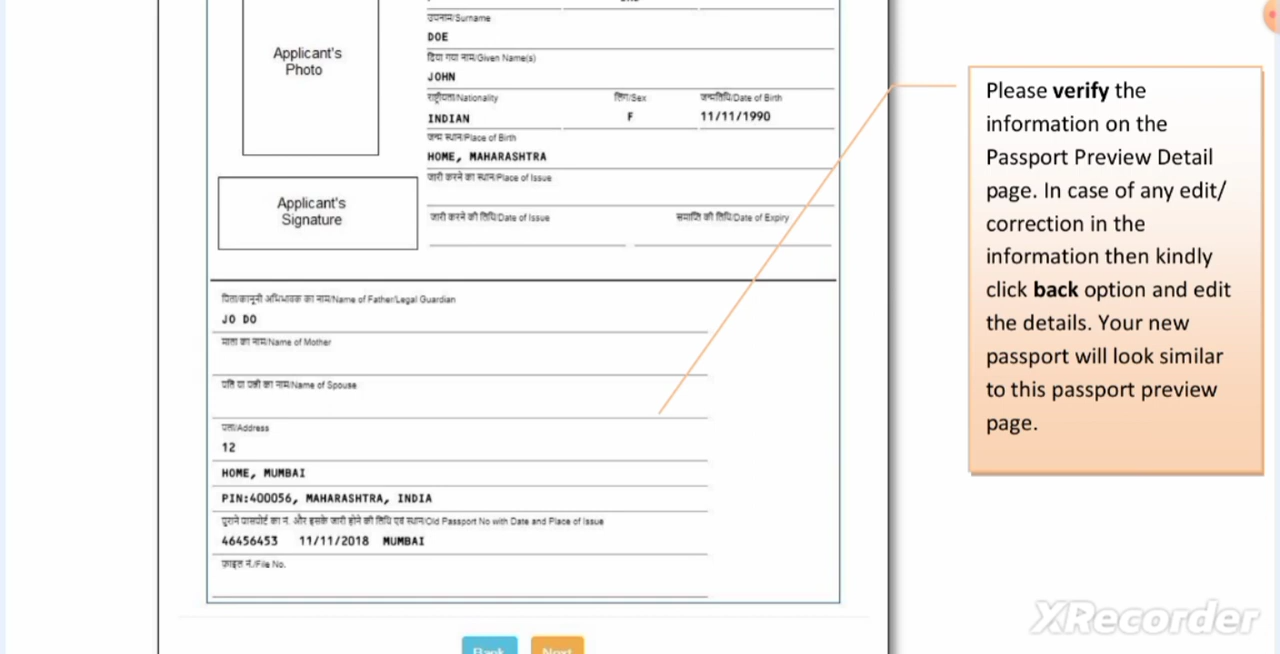 उपनाम/Surname
DOE
दिया गया नाम/Given Name(s)
JOHN
राष्ट्रीयता/Nationality लिंग/Sex जन्मतिथि/Date of Birth
INDIAN F 11/11/1990
जन्म स्थान/Place of Birth
HOME, MAHARASHTRA
जारी करने का स्थान/Place of Issue
जारी करने की तिथि/Date of Issue समाप्ति की तिथि/Date of Expiry
Applicant's
Photo
Applicant's
Signature
पिता/कानूनी अभिभावक का नाम/Name of Father/Legal Guardian
JO DO
माता का नाम/Name of Mother
पति या पत्नी का नाम/Name of Spouse
पता/Address
12
HOME, MUMBAI
PIN:400056, MAHARASHTRA, INDIA
पुराने पासपोर्ट का नं. और इसके जारी होने की तिथि एवं स्थान/Old Passport No with Date and Place of Issue
46456453 11/11/2018 MUMBAI
फ़ाइल नं./File No.
Back Next
Please verify the
information on the
Passport Preview Detail
page. In case of any edit/
correction in the
information then kindly
click back option and edit
the details. Your new
passport will look similar
to this passport preview
page.
XRecorder